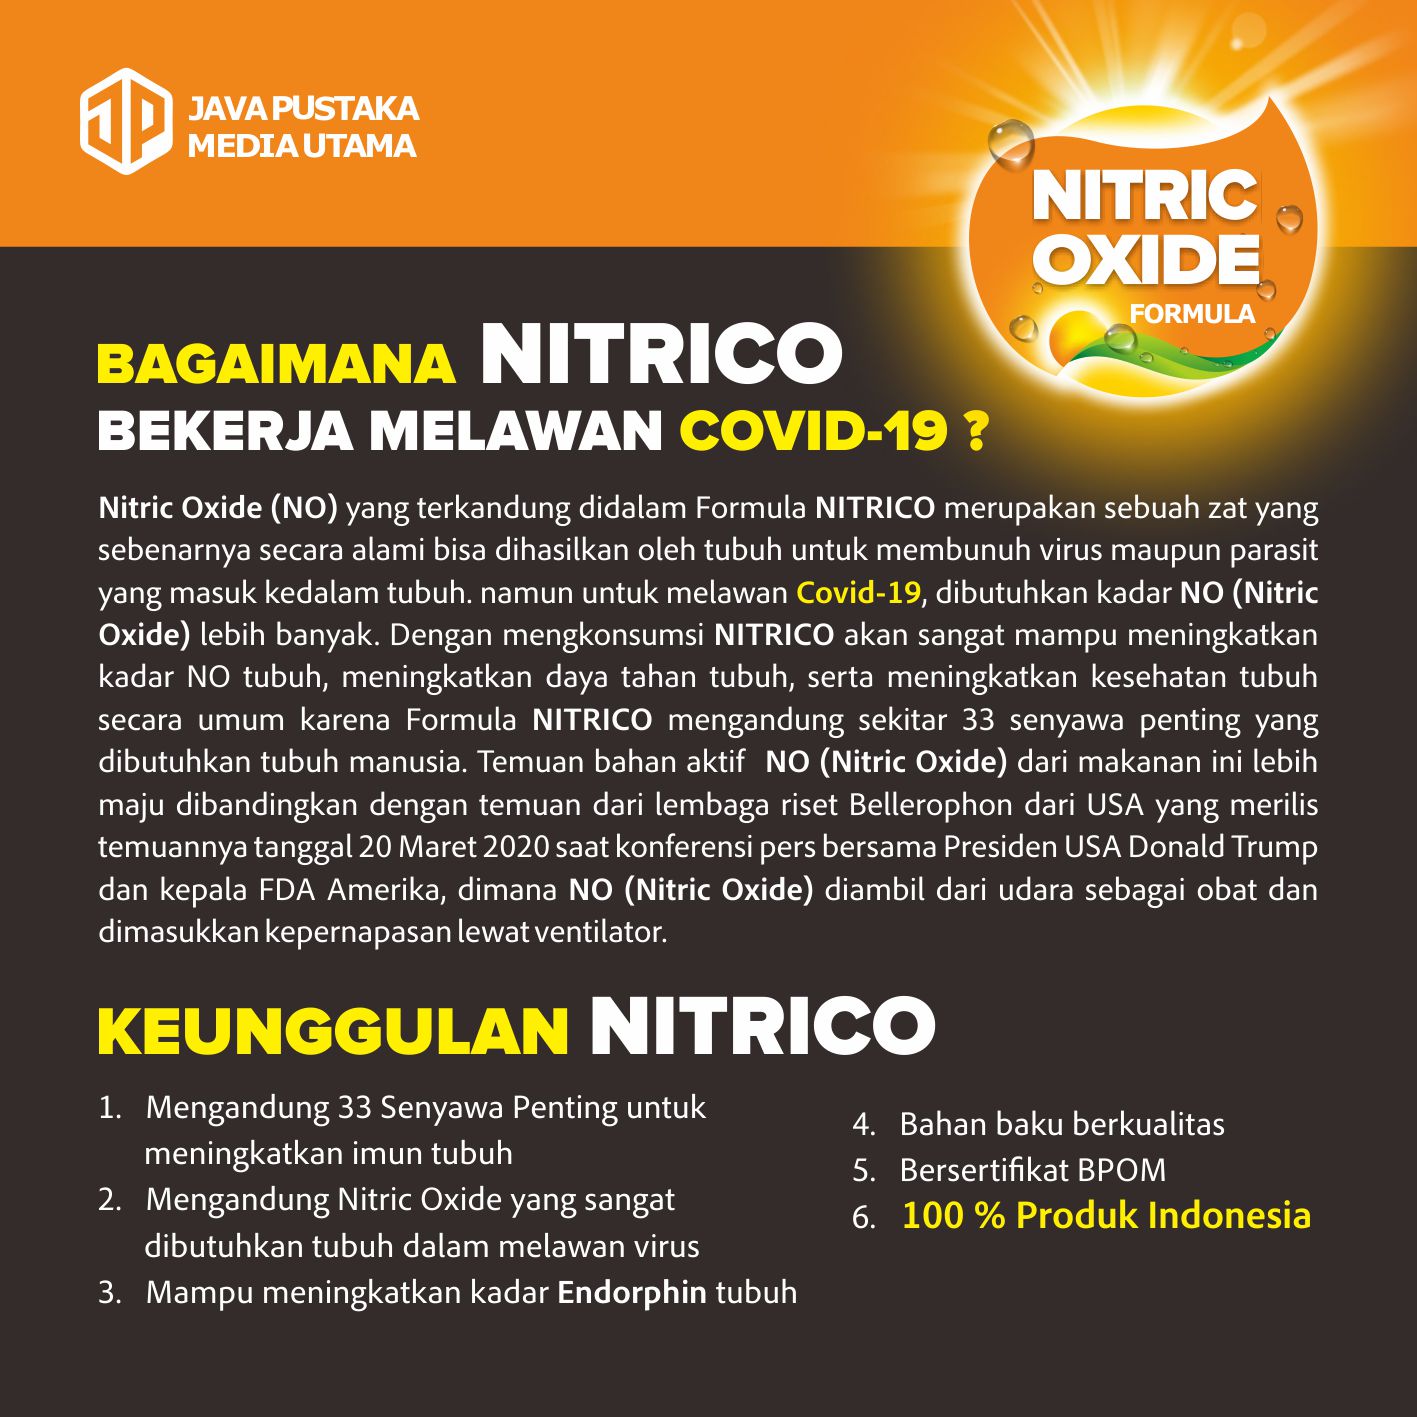 JAVA PUSTAKA
MEDIA UTAMA
NITRIC
OXIDE
FORMULA
BAGAIMANA NITRICO
BEKERJA MELAWAN COVID-19 ?
Nitric Oxide (NO) yang terkandung didalam Formula NITRICO merupakan sebuah zat yang
sebenarnya secara alami bisa dihasilkan oleh tubuh untuk membunuh virus maupun parasit
yang masuk kedalam tubuh. namun untuk melawan Covid-19, dibutuhkan kadar NO (Nitric
Oxide) lebih banyak. Dengan mengkonsumsi NITRICO akan sangat mampu meningkatkan
kadar NO tubuh, meningkatkan daya tahan tubuh, serta meningkatkan kesehatan tubuh
secara umum karena Formula NITRICO mengandung sekitar 33 senyawa penting yang
dibutuhkan tubuh manusia. Temuan bahan aktif NO (Nitric Oxide) dari makanan ini lebih
maju dibandingkan dengan temuan dari lembaga riset Bellerophon dari USA yang merilis
temuannya tanggal 20 Maret 2020 saat konferensi pers bersama Presiden USA Donald Trump
dan kepala FDA Amerika, dimana NO (Nitric Oxide) diambil dari udara sebagai obat dan
dimasukkan kepernapasan lewat ventilator.
KEUNGGULAN NITRICO
1. Mengandung 33 Senyawa Penting untuk
meningkatkan imun tubuh
2. Mengandung Nitric Oxide yang sangat
dibutuhkan tubuh dalam melawan virus
3. Mampu meningkatkan kadar Endorphin tubuh
4. Bahan baku berkualitas
5. Bersertifikat BPOM
6. 100 % Produk Indonesia